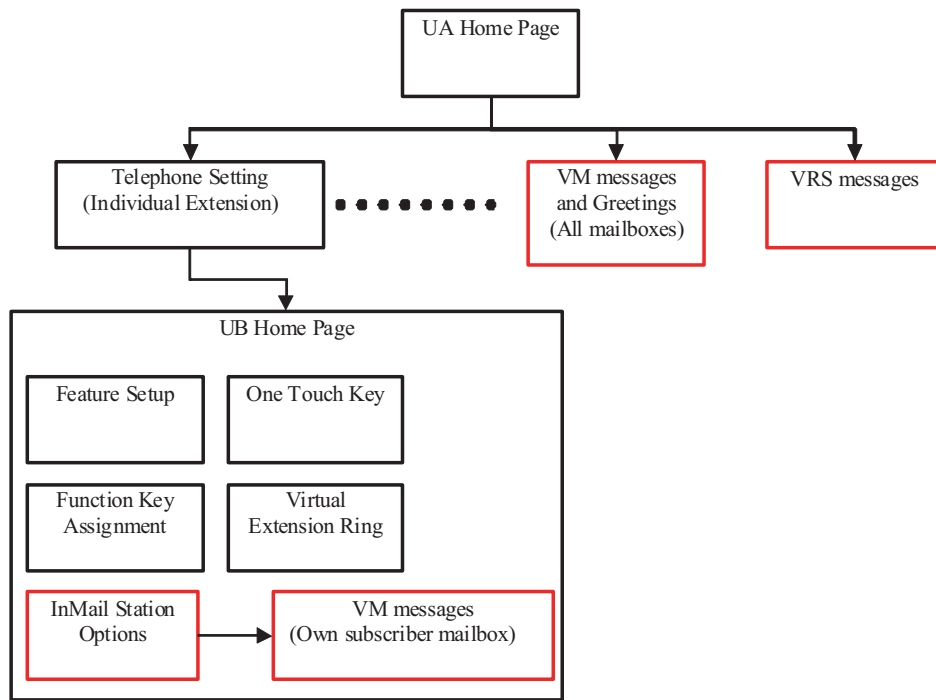 UA Home Page
Telephone Setting
(Individual Extension)
VM messages
and Greetings
(All mailboxes)
VRS messages
UB Home Page
Feature Setup
One Touch Key
Function Key
Assignment
Virtual
Extension Ring
InMail Station
Options
VM messages
(Own subscriber mailbox)